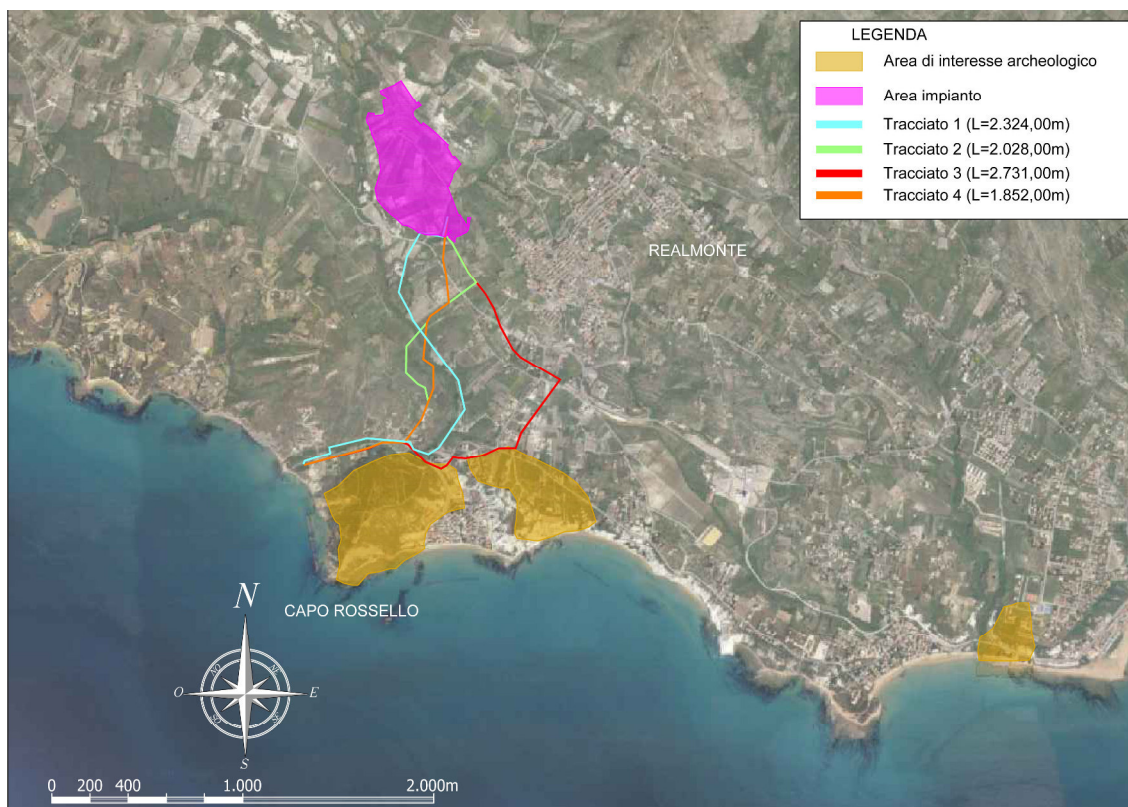 LEGENDA
Area di interesse archeologico
Area impianto
Tracciato 1 (L=2.324,00m)
Tracciato 2 (L=2.028,00m)
Tracciato 3 (L=2.731,00m)
Tracciato 4 (L=1.852,00m)
REALMONTE
CAPO ROSSELLO
N
NO
O
E
S
0 200 400 1.000 2.000m